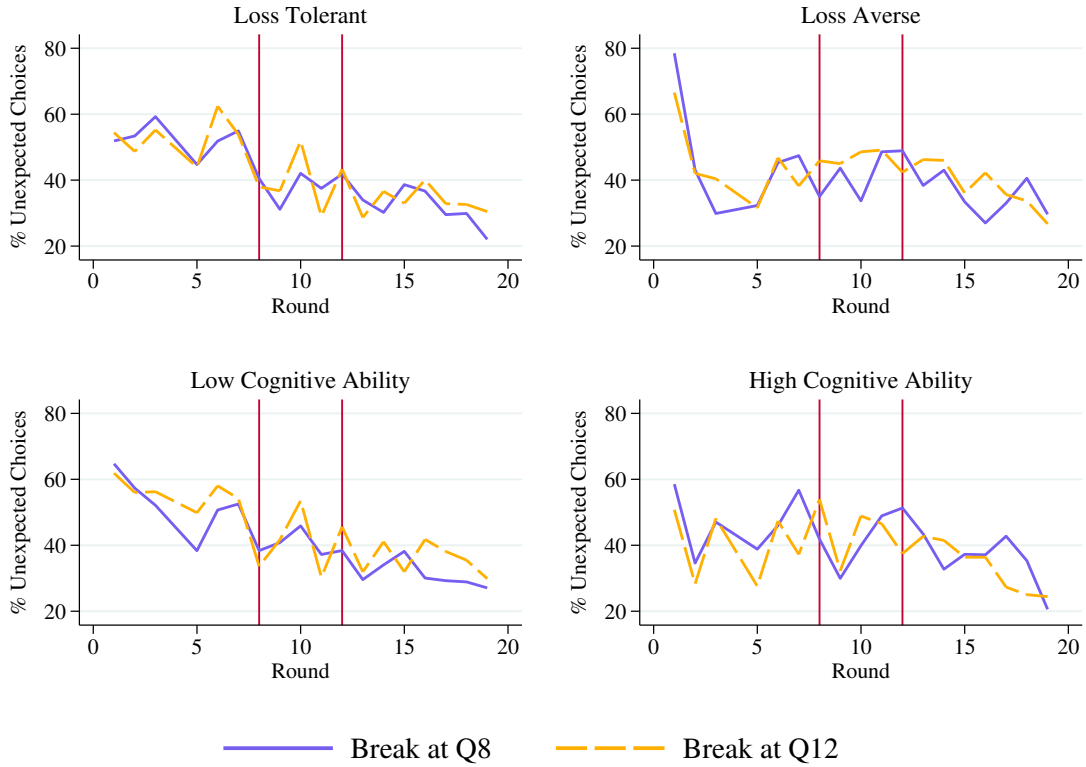 Loss Tolerant
% Unexpected Choices
80
60
40
20
0 5 10 15 20
Round
Loss Averse
% Unexpected Choices
80
60
40
20
0 5 10 15 20
Round
Low Cognitive Ability
% Unexpected Choices
80
60
40
20
0 5 10 15 20
Round
High Cognitive Ability
% Unexpected Choices
80
60
40
20
0 5 10 15 20
Round
Break at Q8 Break at Q12